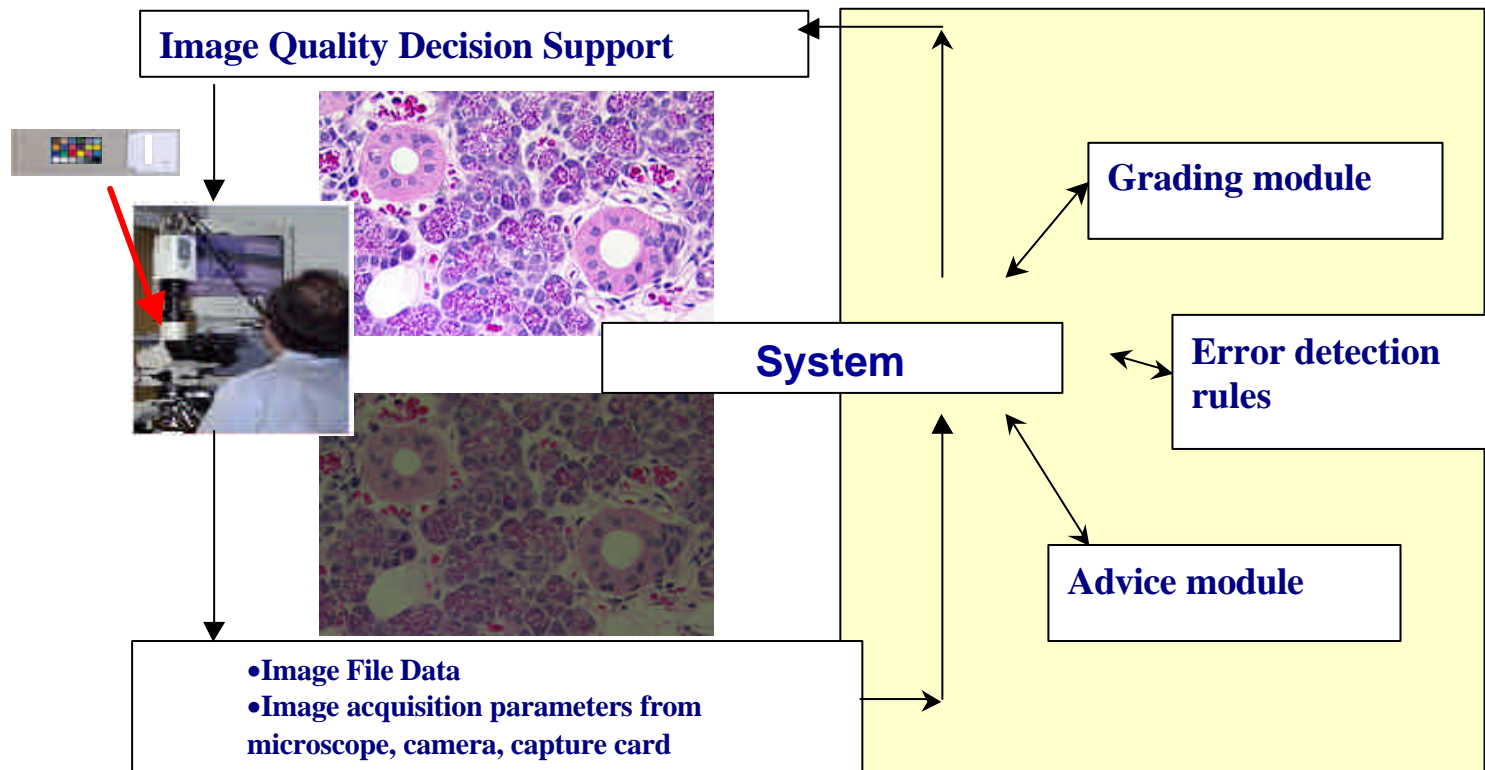 Image Quality Decision Support
Grading module
System
Error detection
rules
Advice module
•Image File Data
•Image acquisition parameters from
microscope, camera, capture card